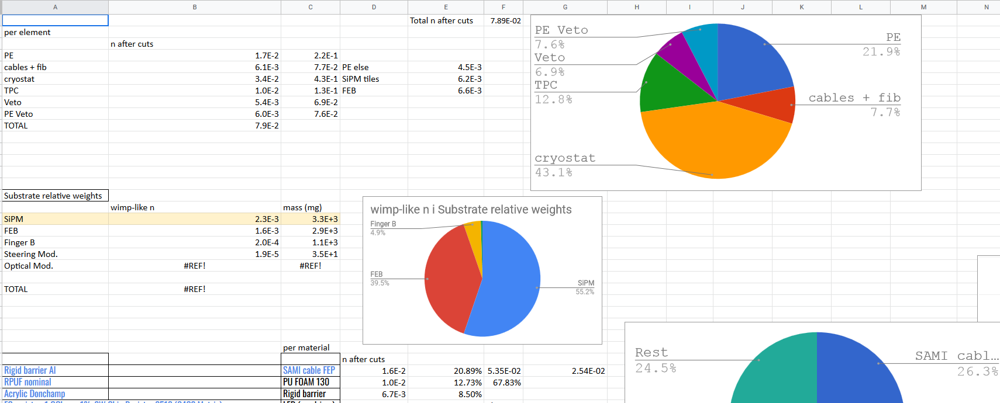 A B C D E F G H I J K L M N
Total n after cuts 7.89E-02
per element
n after cuts
PE 1.7E-2 2.2E-1
cables + fib 6.1E-3 7.7E-2 PE else 4.5E-3
cryostat 3.4E-2 4.3E-1 SiPM tiles 6.2E-3
TPC 1.0E-2 1.3E-1 FEB 6.6E-3
Veto 5.4E-3 6.9E-2
PE Veto 6.0E-3 7.6E-2
TOTAL 7.9E-2
PE Veto
7.6%
Veto
6.9%
TPC
12.8%
cryostat
43.1%
PE
21.9%
cables + fib
7.7%
Substrate relative weights
wimp-like n mass (mg)
SiPM 2.3E-3 3.3E+3
FEB 1.6E-3 2.9E+3
Finger B 2.0E-4 1.1E+3
Steering Mod. 1.9E-5 3.5E+1
Optical Mod. #REF! #REF!
TOTAL #REF!
wimp-like n i Substrate relative weights
Finger B
4.9%
FEB
39.5%
SiPM
55.2%
per material
n after cuts
Rigid barrier Al SAMI cable FEP 1.6E-2 20.89% 5.35E-02 2.54E-02
RPUF nominal PU FOAM 130 1.0E-2 12.73% 67.83%
Acrylic Donchamp Rigid barrier 6.7E-3 8.50%
Rest
24.5%
SAMI cabl...
26.3%